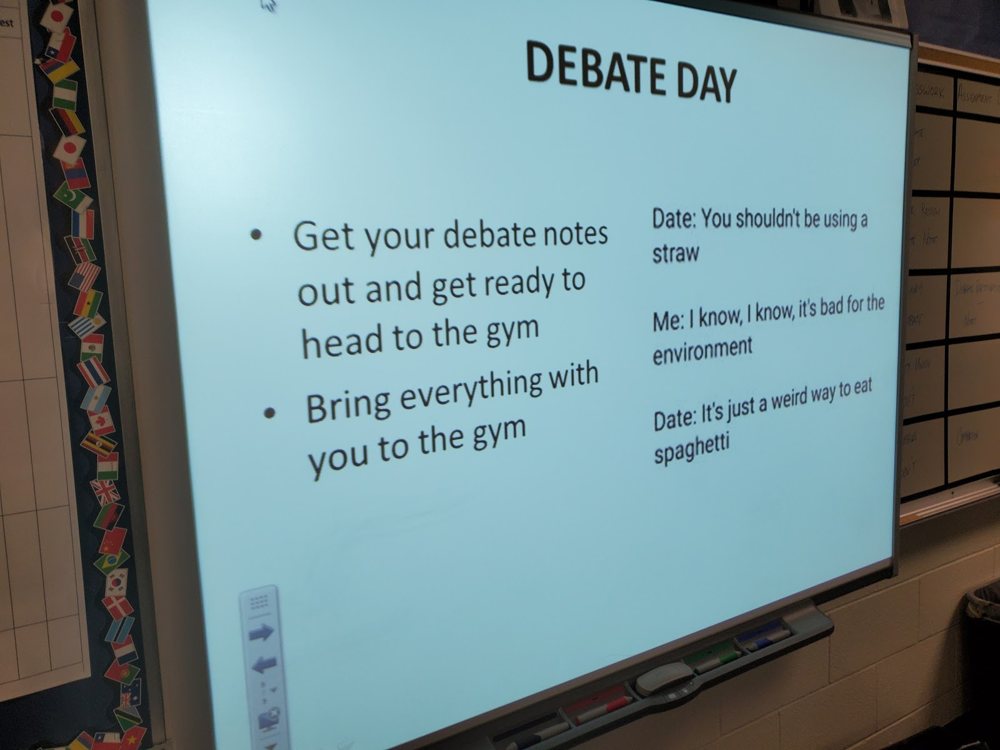 est
DEBATE DAY
• Get your debate notes
out and get ready to
head to the gym
• Bring everything with
you to the gym
Date: You shouldn't be using a
straw
Me: I know, I know, it's bad for the
environment
Date: It's just a weird way to eat
spaghetti
SSWORK ASSIGNMENT